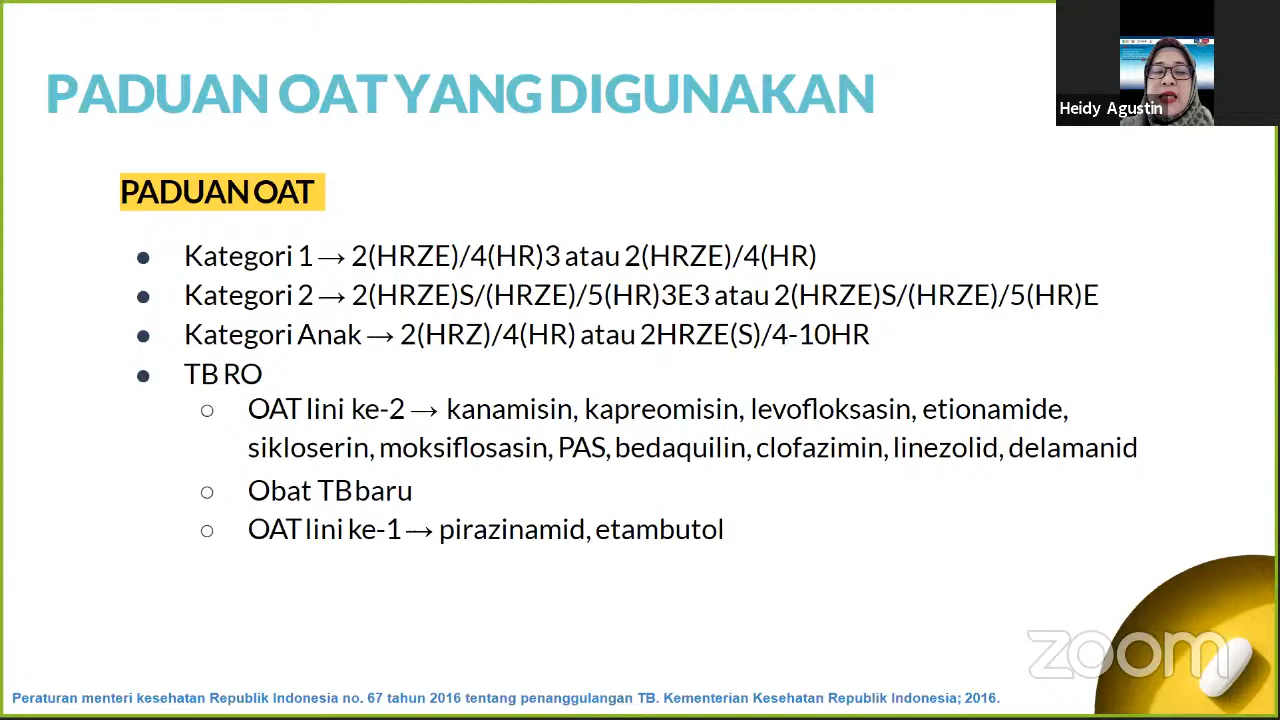 PADUAN OAT YANG DIGUNAKAN
Heidy Agustin
PADUAN OAT
● Kategori 1 → 2(HRZE)/4(HR)3 atau 2(HRZE)/4(HR)
● Kategori 2 → 2(HRZE)S/(HRZE)/5(HR)3E3 atau 2(HRZE)S/(HRZE)/5(HR)E
● Kategori Anak → 2(HRZ)/4(HR) atau 2HRZE(S)/4-10HR
● TB RO
○ OAT lini ke-2 → kanamisin, kapreomisin, levofloksasin, etionamide,
sikloserin, moksiflosasin, PAS, bedaquilin, clofazimin, linezolid, delamanid
○ Obat TB baru
○ OAT lini ke-1 → pirazinamid, etambutol
zoom
Peraturan menteri kesehatan Republik Indonesia no. 67 tahun 2016 tentang penanggulangan TB. Kementerian Kesehatan Republik Indonesia; 2016.